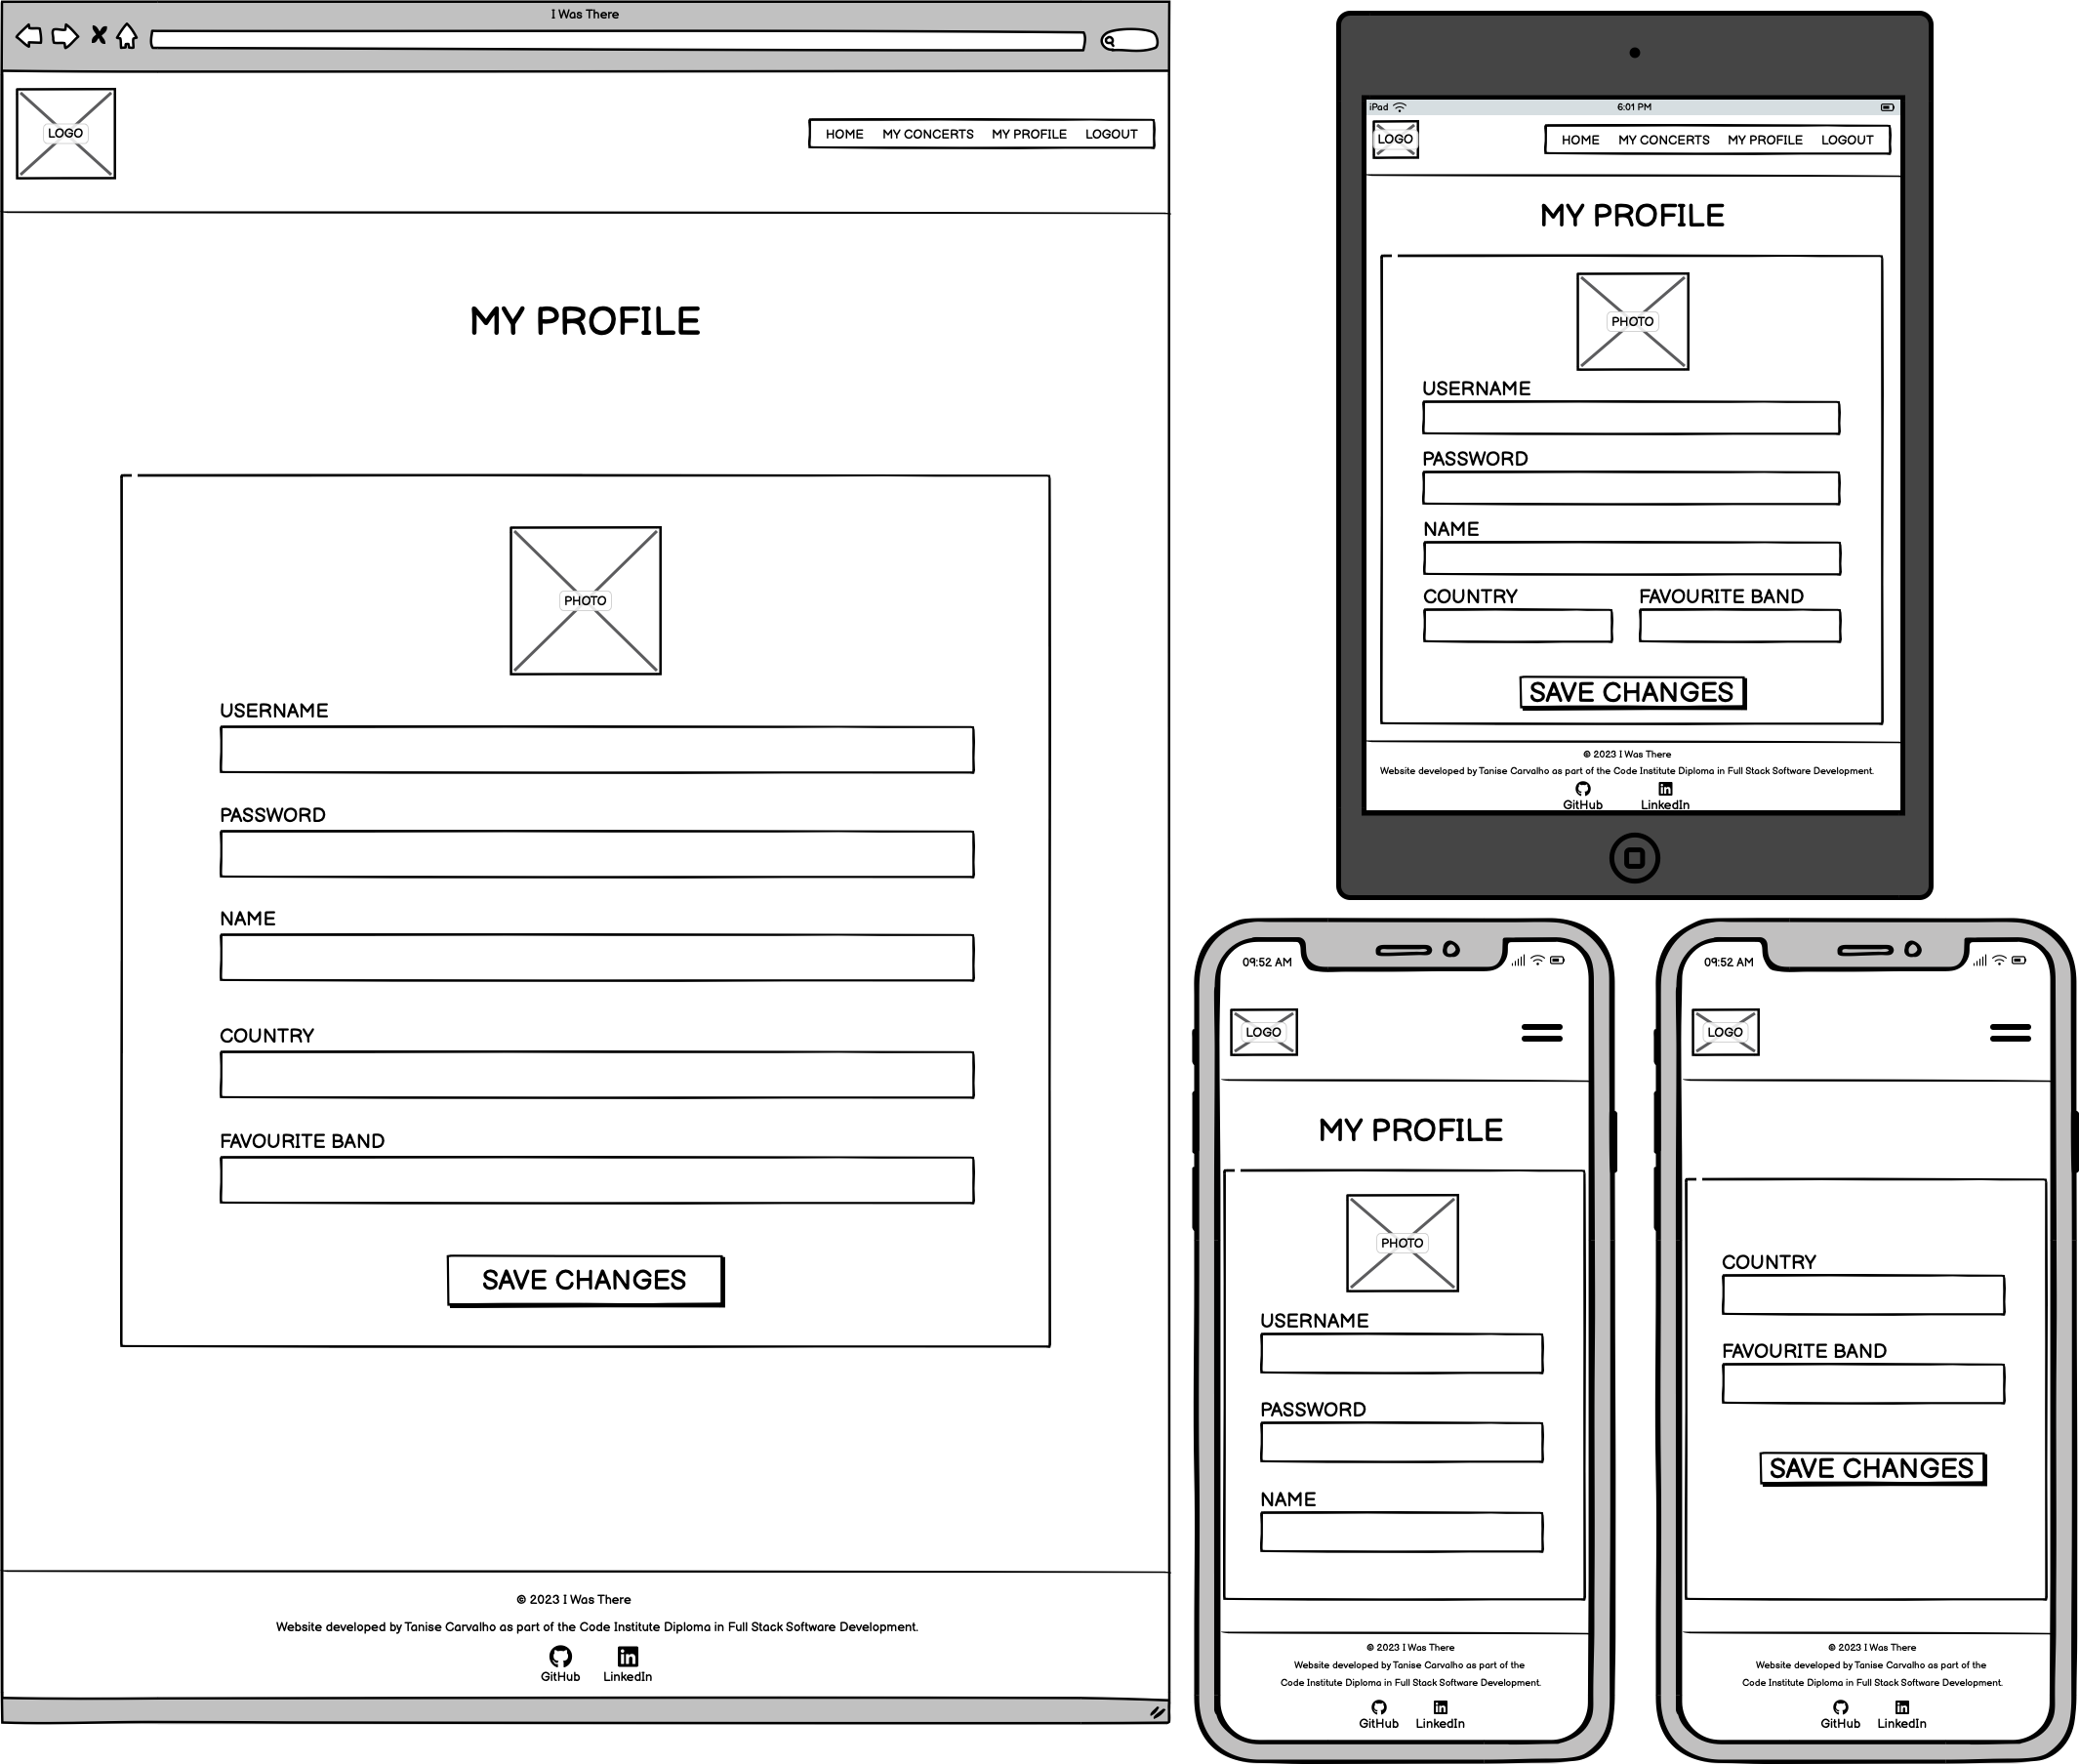 I Was There
LOGO
HOME MY CONCERTS MY PROFILE LOGOUT
MY PROFILE
PHOTO
USERNAME
PASSWORD
NAME
COUNTRY
FAVOURITE BAND
SAVE CHANGES
© 2023 I Was There
Website developed by Tanise Carvalho as part of the Code Institute Diploma in Full Stack Software Development.
GitHub LinkedIn
iPad 6:01 PM
LOGO
HOME MY CONCERTS MY PROFILE LOGOUT
MY PROFILE
PHOTO
USERNAME
PASSWORD
NAME
COUNTRY FAVOURITE BAND
SAVE CHANGES
© 2023 I Was There
Website developed by Tanise Carvalho as part of the Code Institute Diploma in Full Stack Software Development.
GitHub LinkedIn
09:52 AM
LOGO
MY PROFILE
PHOTO
USERNAME
PASSWORD
NAME
© 2023 I Was There
Website developed by Tanise Carvalho as part of the
Code Institute Diploma in Full Stack Software Development.
GitHub LinkedIn
09:52 AM
LOGO
COUNTRY
FAVOURITE BAND
SAVE CHANGES
© 2023 I Was There
Website developed by Tanise Carvalho as part of the
Code Institute Diploma in Full Stack Software Development.
GitHub LinkedIn